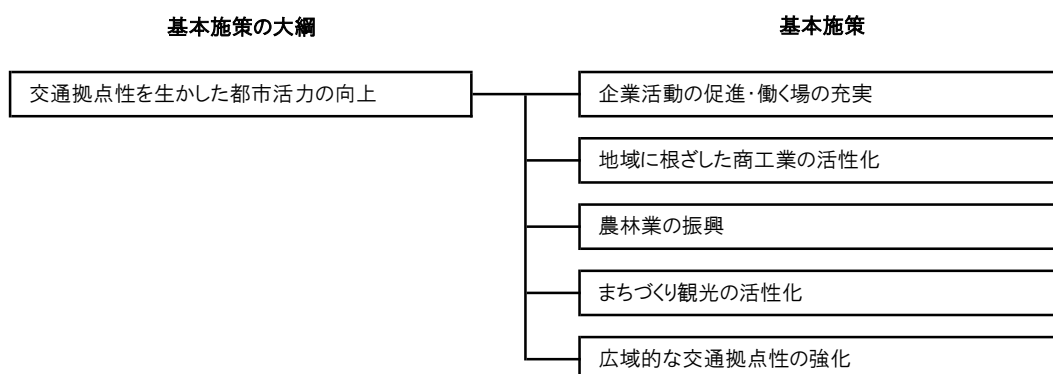 基本施策の大綱
基本施策
交通拠点性を生かした都市活力の向上
企業活動の促進・働く場の充実
地域に根ざした商工業の活性化
農林業の振興
まちづくり観光の活性化
広域的な交通拠点性の強化